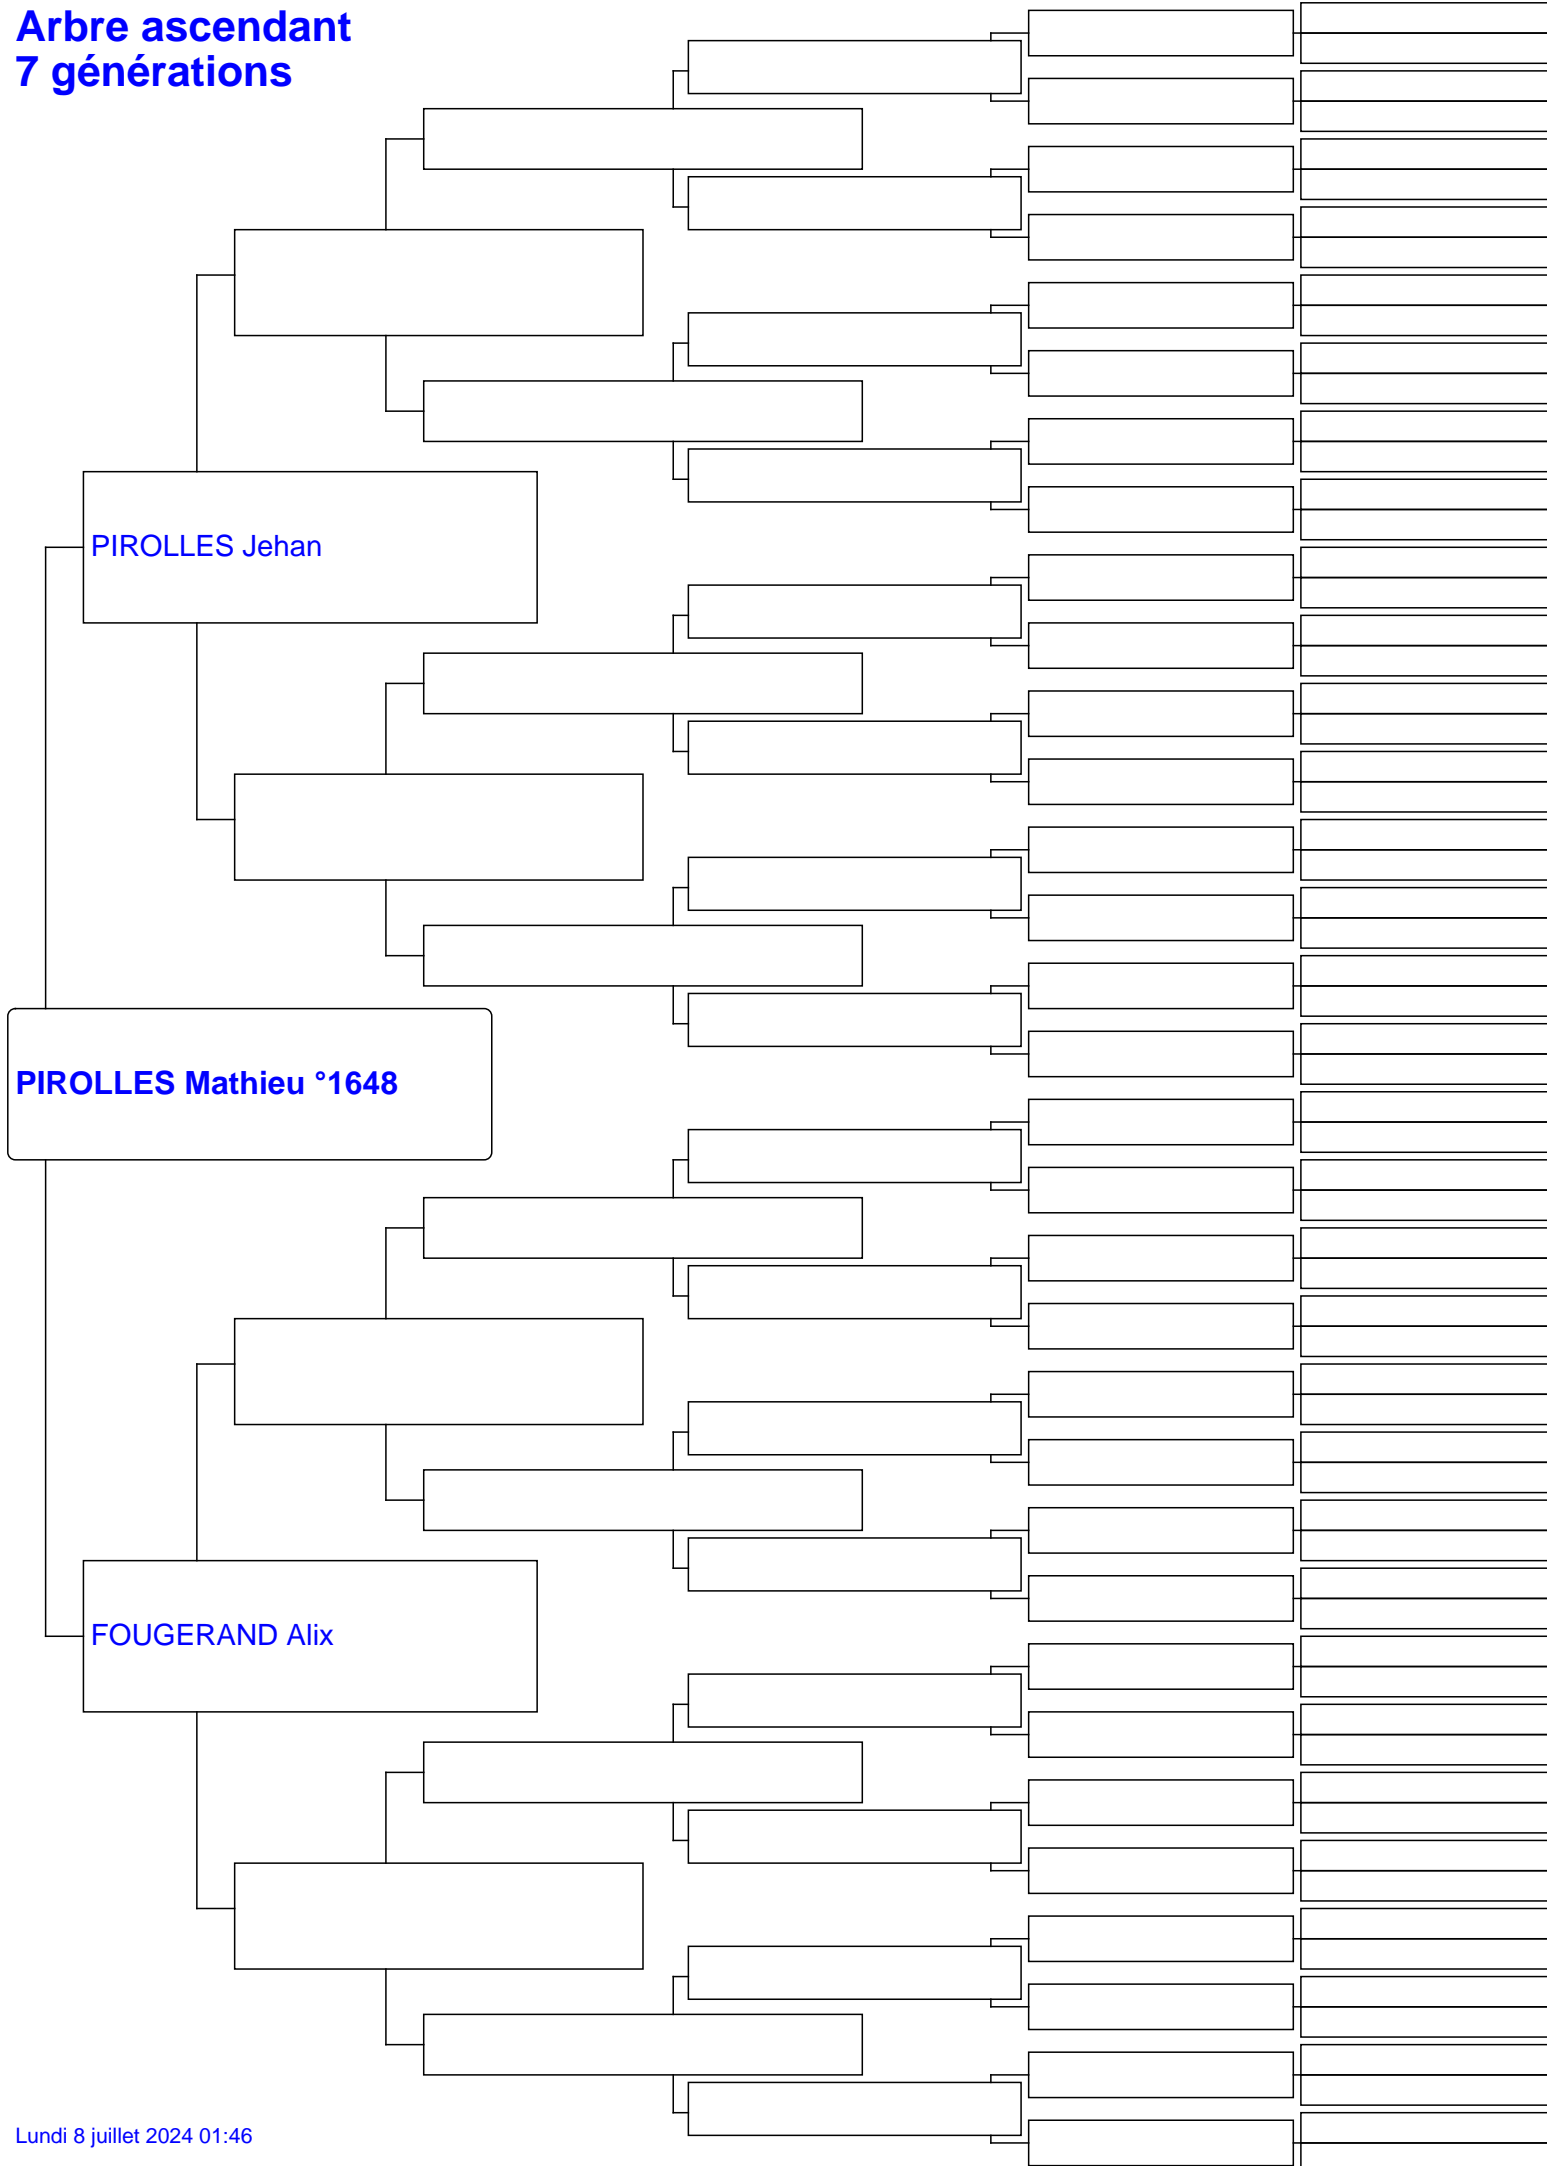 Arbre ascendant
7 générations
PIROLLES Jehan
PIROLLES Mathieu °1648
FOUGERAND Alix
Lundi 8 juillet 2024 01:46